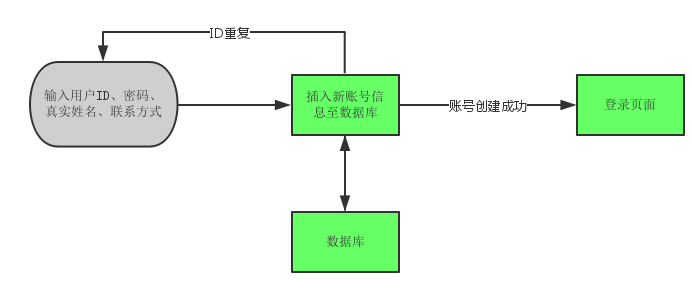 ID重复
输入用户ID、密码、
真实姓名、联系方式
插入新账号信
息至数据库
账号创建成功
登录页面
数据库